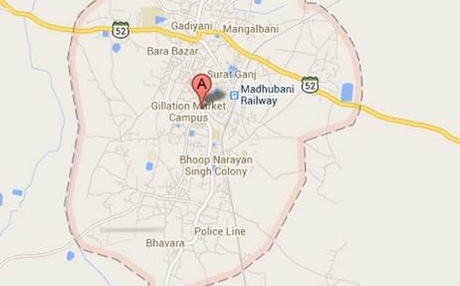 52
Gadiyani
Mangalbani
Bara Bazar
Surat Ganj
52
A
Madhubani
Railway
Gillation Market
Campus
Bhoop Narayan
Singh Colony
Police Line
Bhavara